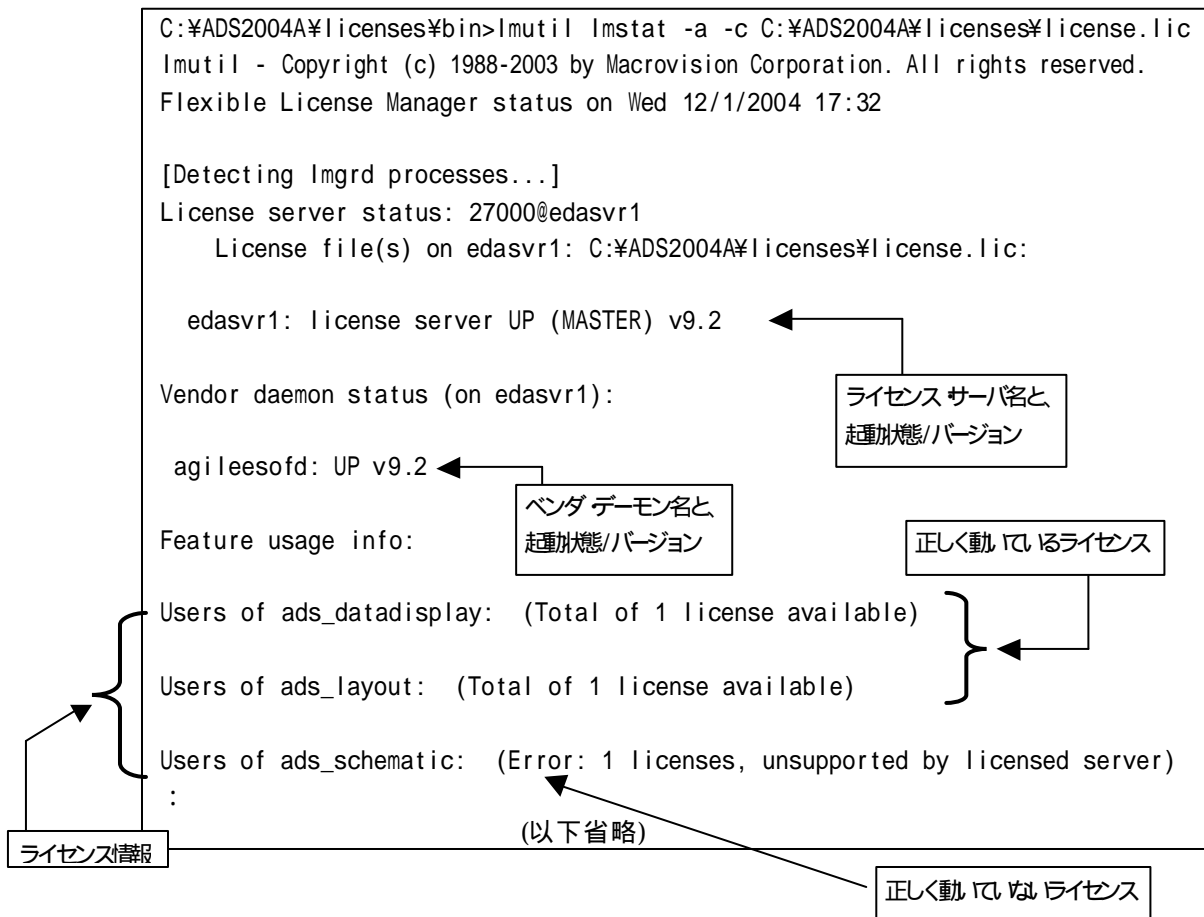 C:¥ADS2004A¥licenses¥bin>lmutil lmstat -a -c C:¥ADS2004A¥licenses¥license.lic
lmutil - Copyright (c) 1988-2003 by Macrovision Corporation. All rights reserved.
Flexible License Manager status on Wed 12/1/2004 17:32
[Detecting lmgrd processes...]
License server status: 27000@edasvr1
License file(s) on edasvr1: C:¥ADS2004A¥licenses¥license.lic:
edasvr1: license server UP (MASTER) v9.2
ライセンス・サーバ名と、
起動状態/バージョン
Vendor daemon status (on edasvr1):
agileesofd: UP v9.2
ベンダ・デーモン名と、
起動状態/バージョン
Feature usage info:
正しく動いているライセンス
Users of ads_datadisplay: (Total of 1 license available)
Users of ads_layout: (Total of 1 license available)
Users of ads_schematic: (Error: 1 licenses, unsupported by licensed server)
:
(以下省略)
ライセンス情報
正しく動いていないライセンス